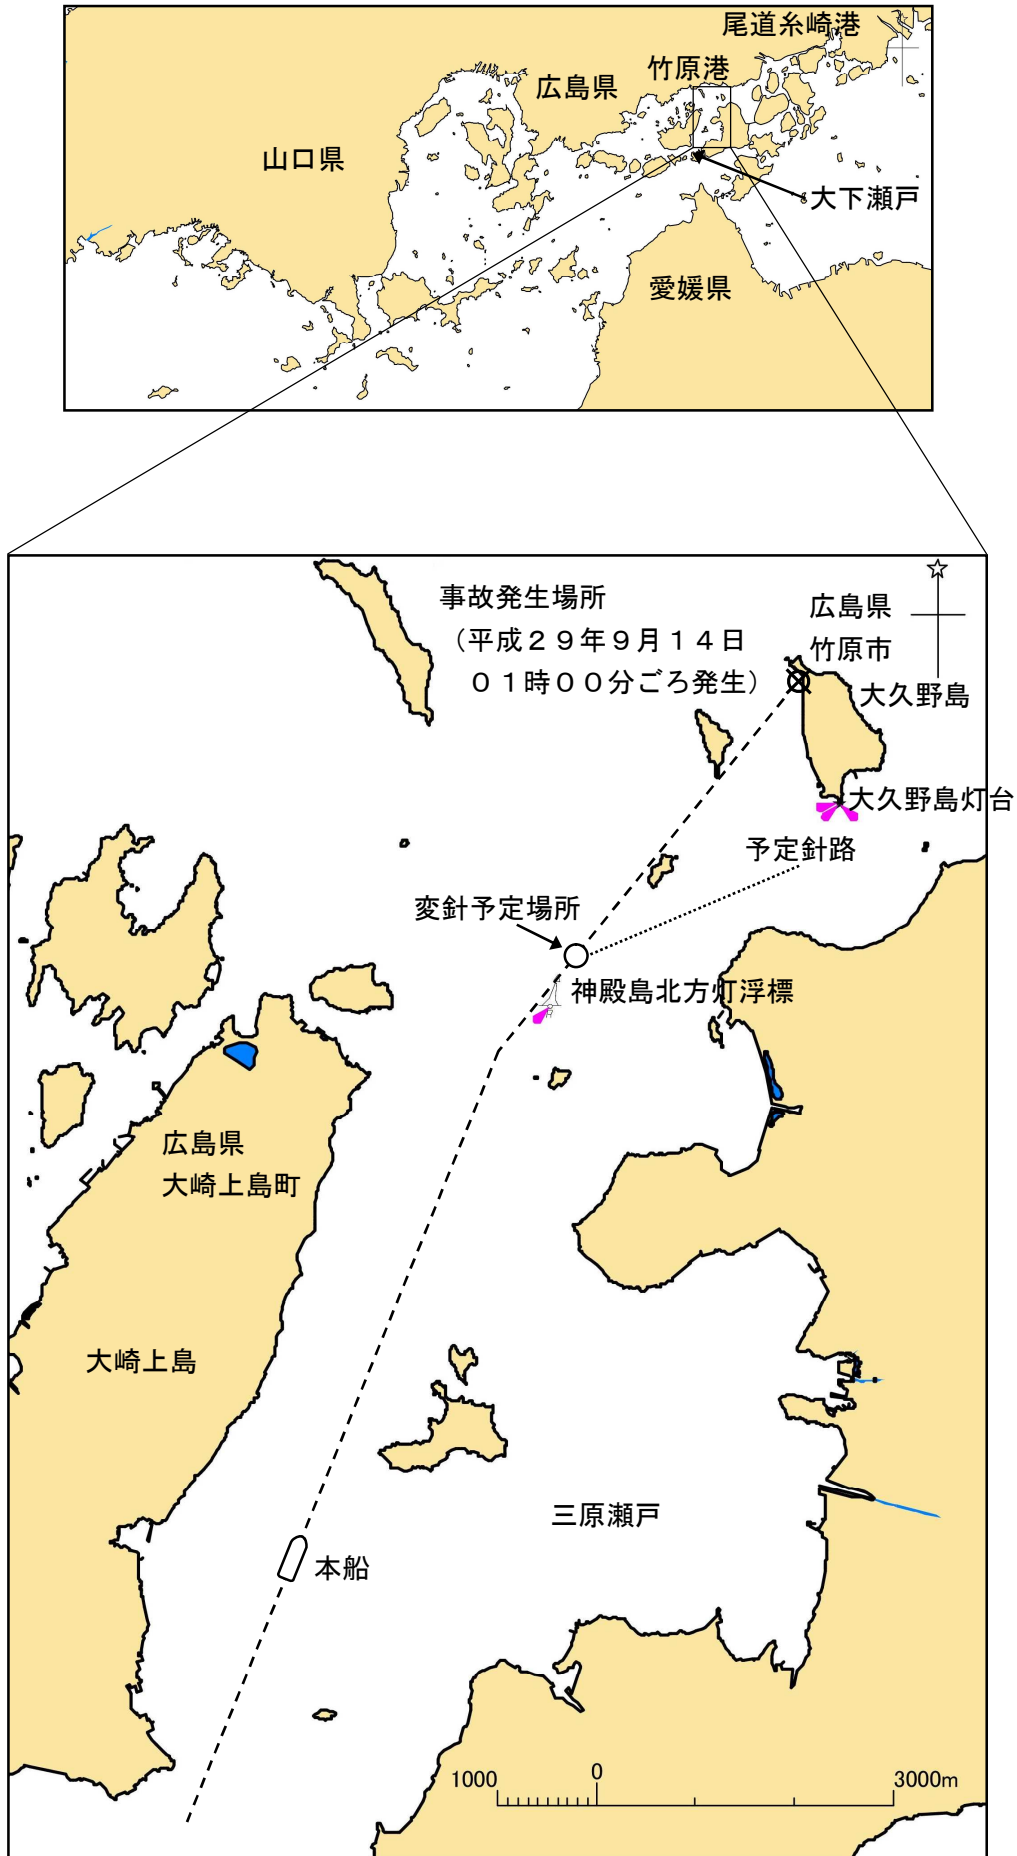 尾道糸崎港
竹原港
広島県
山口県
大下瀬戸
愛媛県
事故発生場所
（平成２９年９月１４日
０１時００分ごろ発生）
広島県
竹原市
大久野島
大久野島灯台
予定針路
変針予定場所
神殿島北方灯浮標
広島県
大崎上島町
大崎上島
三原瀬戸
本船
1000 0 3000m